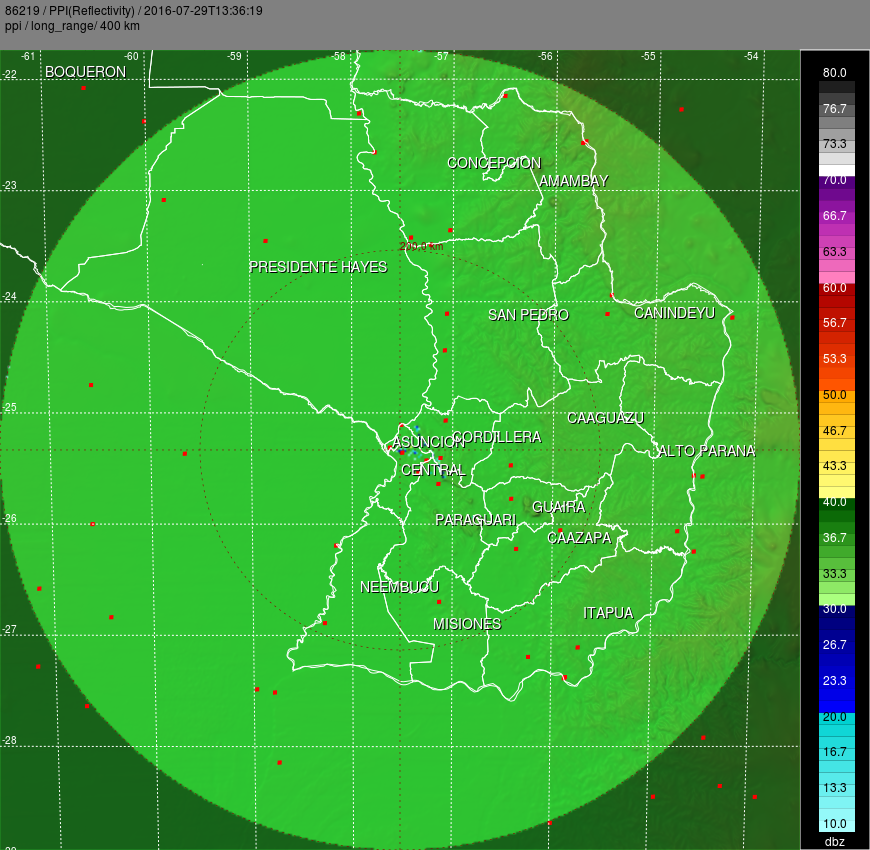 86219 / PPI(Reflectivity) / 2016-07-29T13:36:19
ppi / long_range/ 400 km
-61 -60 -59 -58 -57 -56 -55 -54
80.0
BOQUERON
-22
76.7
73.3
CONCEPCION
AMAMBAY
70.0
-23
66.7
200.0 km
63.3
PRESIDENTE HAYES
60.0
-24
SAN PEDRO
CANINDEYU
56.7
53.3
50.0
-25
CAAGUAZU
ASUNCION
CORDILLERA
46.7
ALTO PARANA
CENTRAL
43.3
40.0
GUAIRA
-26
PARAGUARI
CAAZAPA
36.7
33.3
NEEMBUCU
ITAPUA
30.0
MISIONES
-27
26.7
23.3
20.0
-28
16.7
13.3
10.0
dbz